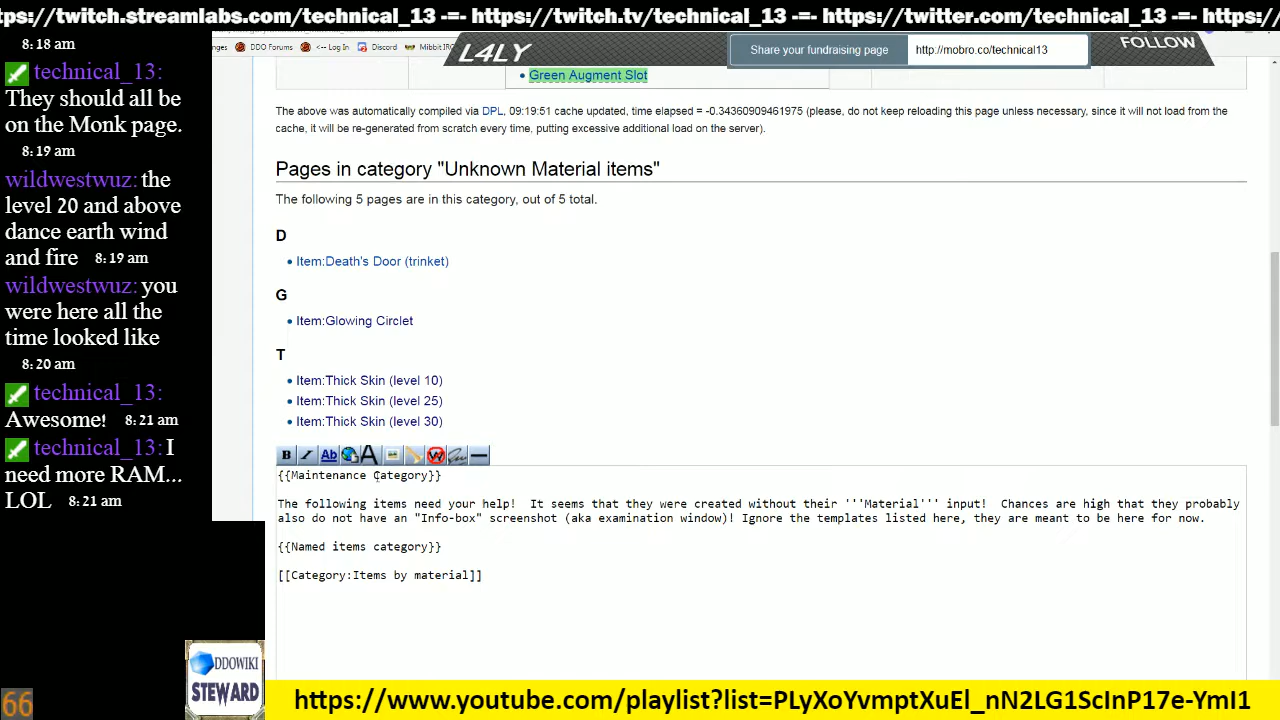 ps://twitch.streamlabs.com/technical_13 -=- https://twitch.tv/technical_13 -=- https://twitter.com/technical_13 -=- https:/
8:18 am
technical_13:
They should all be
on the Monk page.
8:19 am
wildwestwuz: the
level 20 and above
dance earth wind
and fire 8:19 am
wildwestwuz: you
were here all the
time looked like
8:20 am
technical_13:
Awesome! 8:21 am
technical_13: I
need more RAM...
LOL 8:21 am
66
nges DDO Forums <-- Log In Discord Mibbit IRC
L4LY
Share your fundraising page http://mobro.co/technical13
FOLLOW
• Green Augment Slot
The above was automatically compiled via DPL, 09:19:51 cache updated, time elapsed = -0.34360909461975 (please, do not keep reloading this page unless necessary, since it will not load from the
cache, it will be re-generated from scratch every time, putting excessive additional load on the server).
Pages in category "Unknown Material items"
The following 5 pages are in this category, out of 5 total.
D
• Item:Death's Door (trinket)
G
• Item:Glowing Circlet
T
• Item:Thick Skin (level 10)
• Item:Thick Skin (level 25)
• Item:Thick Skin (level 30)
B I Ab A W
{{Maintenance Category}}
The following items need your help! It seems that they were created without their '''Material''' input! Chances are high that they probably
also do not have an "Info-box" screenshot (aka examination window)! Ignore the templates listed here, they are meant to be here for now.
{{Named items category}}
[[Category:Items by material]]
DDOWIKI
STEWARD
https://www.youtube.com/playlist?list=PLyXoYvmptXuEl_nN2LG1ScInP17e-YmI1